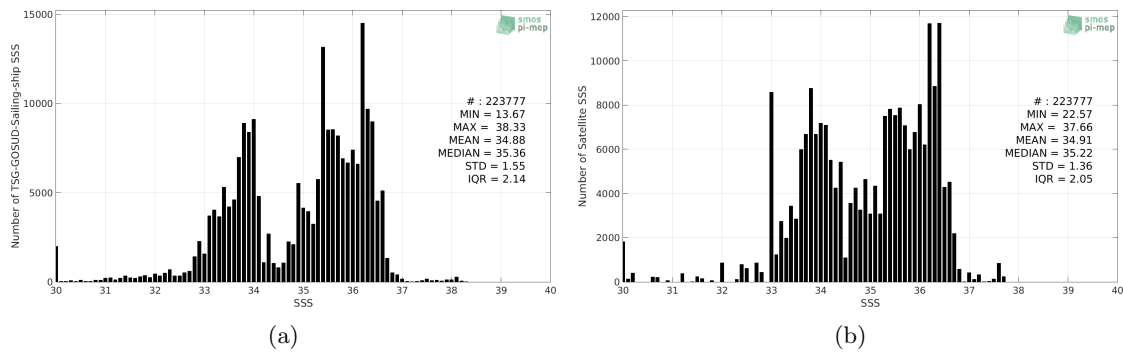 15000
10000
5000
0
30 31 32 33 34 35 36 37 38 39 40
SSS
Number of TSG-GOSUD-Sailing-ship SSS
smos
pi-mep
# : 223777
MIN = 13.67
MAX = 38.33
MEAN = 34.88
MEDIAN = 35.36
STD = 1.55
IQR = 2.14
(a)
12000
10000
8000
6000
4000
2000
0
30 31 32 33 34 35 36 37 38 39 40
SSS
Number of Satellite SSS
smos
pi-mep
# : 223777
MIN = 22.57
MAX = 37.66
MEAN = 34.91
MEDIAN = 35.22
STD = 1.36
IQR = 2.05
(b)